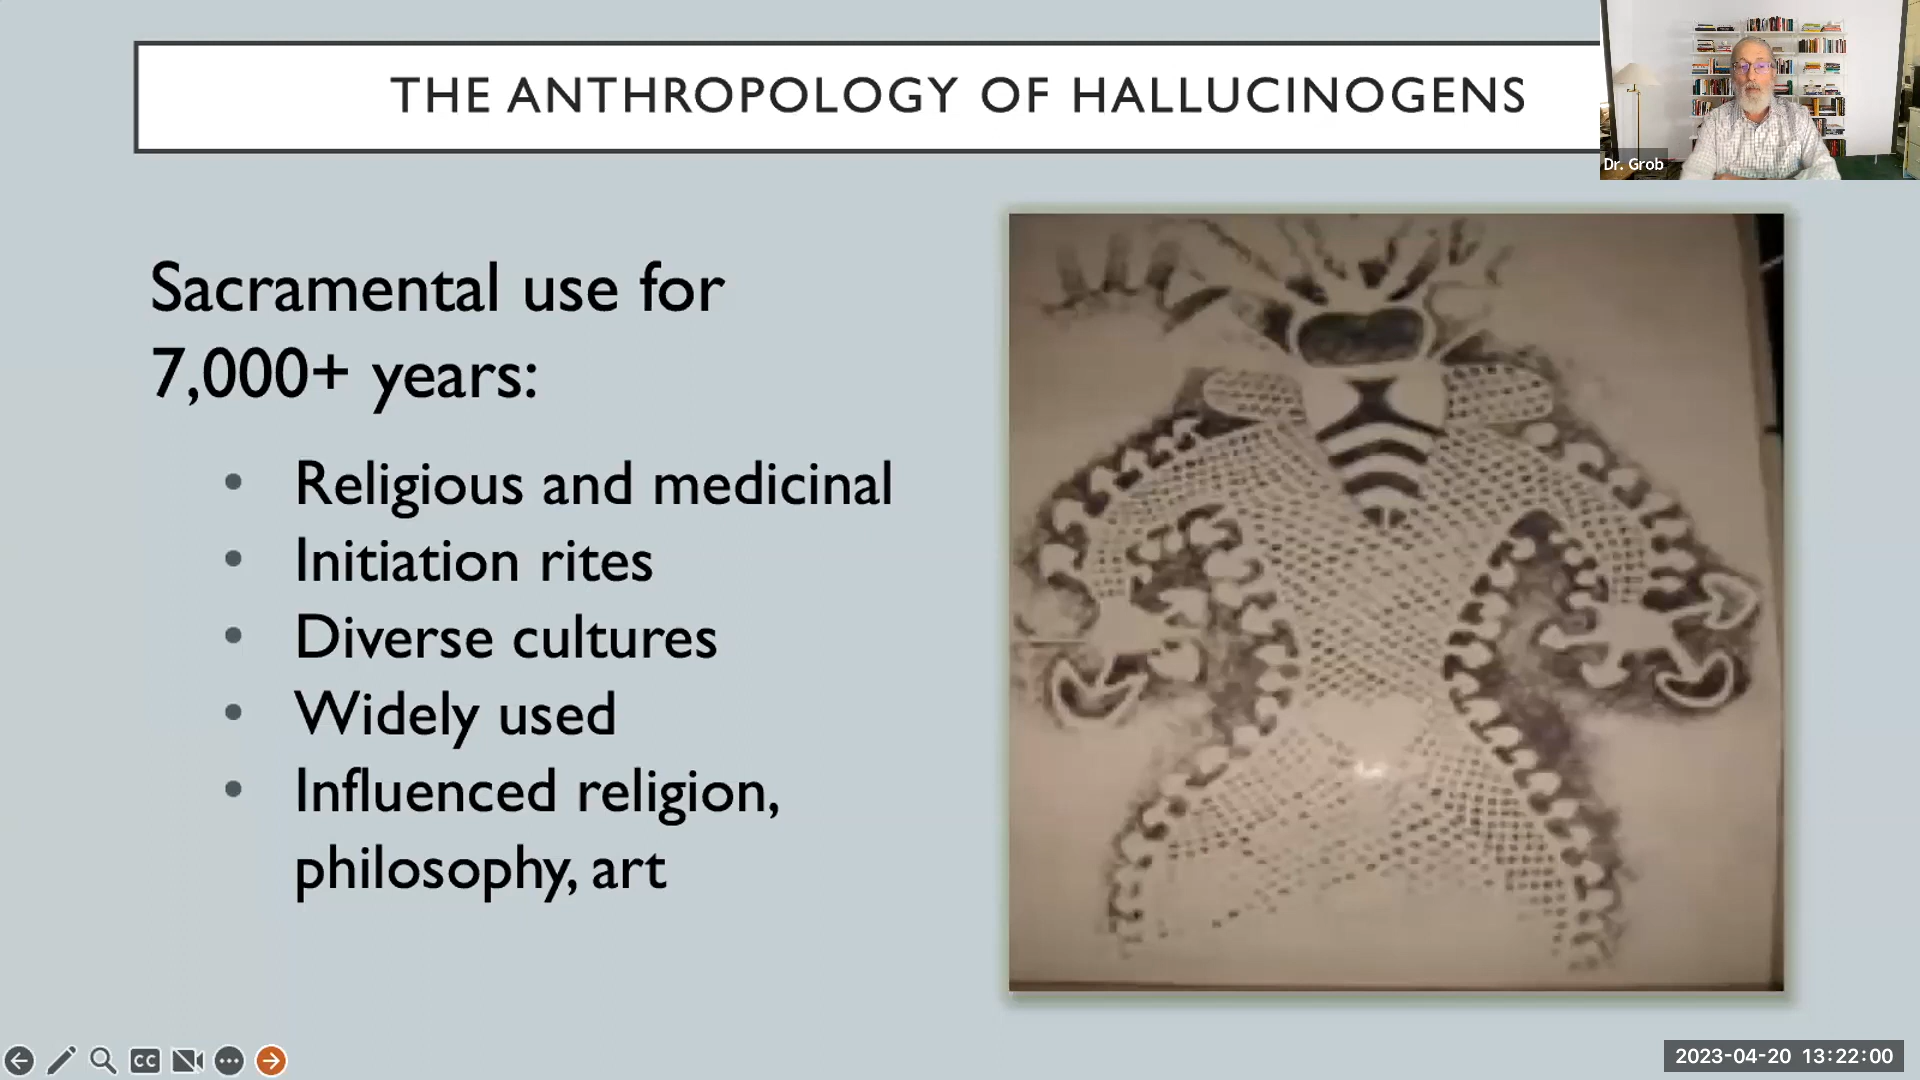 THE ANTHROPOLOGY OF HALLUCINOGENS
Dr. Grob
Sacramental use for
7,000+ years:
• Religious and medicinal
• Initiation rites
• Diverse cultures
• Widely used
• Influenced religion,
philosophy, art
CC
2023-04-20 13:22:00